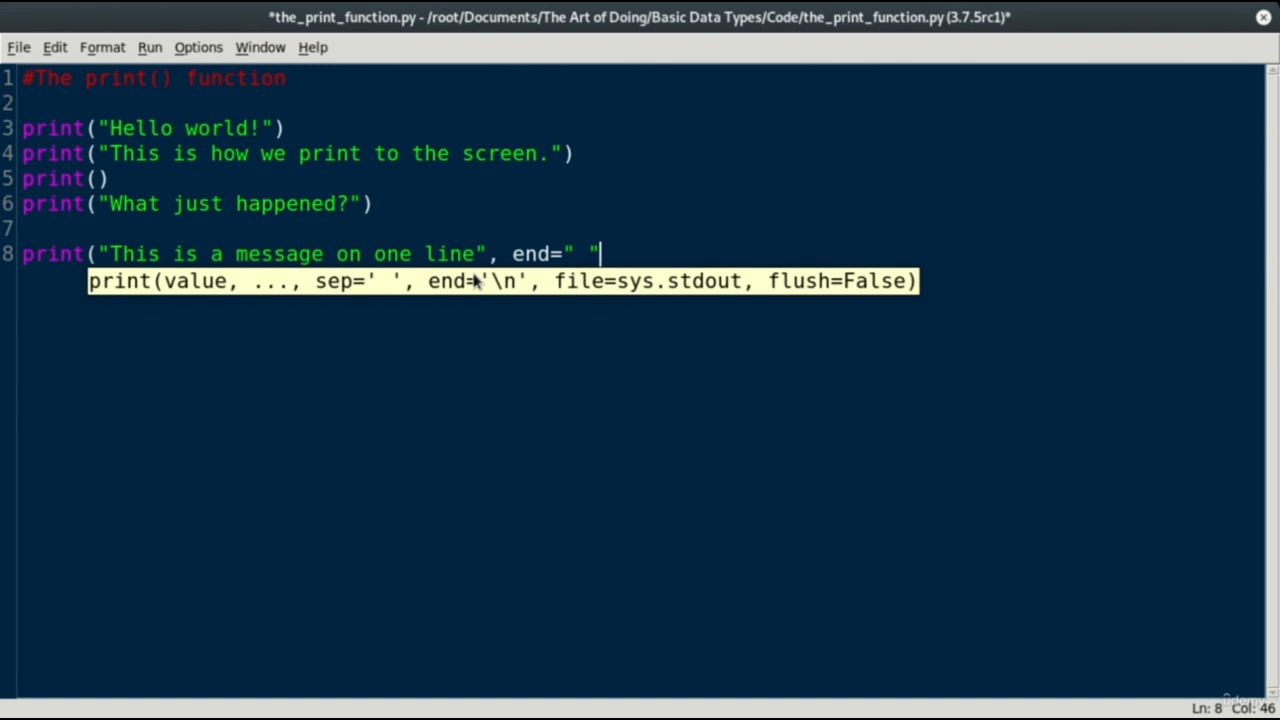 *the_print_function.py - /root/Documents/The Art of Doing/Basic Data Types/Code/the_print_function.py (3.7.5rc1)*
File Edit Format Run Options Window Help
1 #The print() function
2
3 print("Hello world!")
4 print("This is how we print to the screen.")
5 print()
6 print("What just happened?")
7
8 print("This is a message on one line", end=" "
print(value, ..., sep=' ', end='\n', file=sys.stdout, flush=False)
ûdemy
Ln: 8 Col: 46